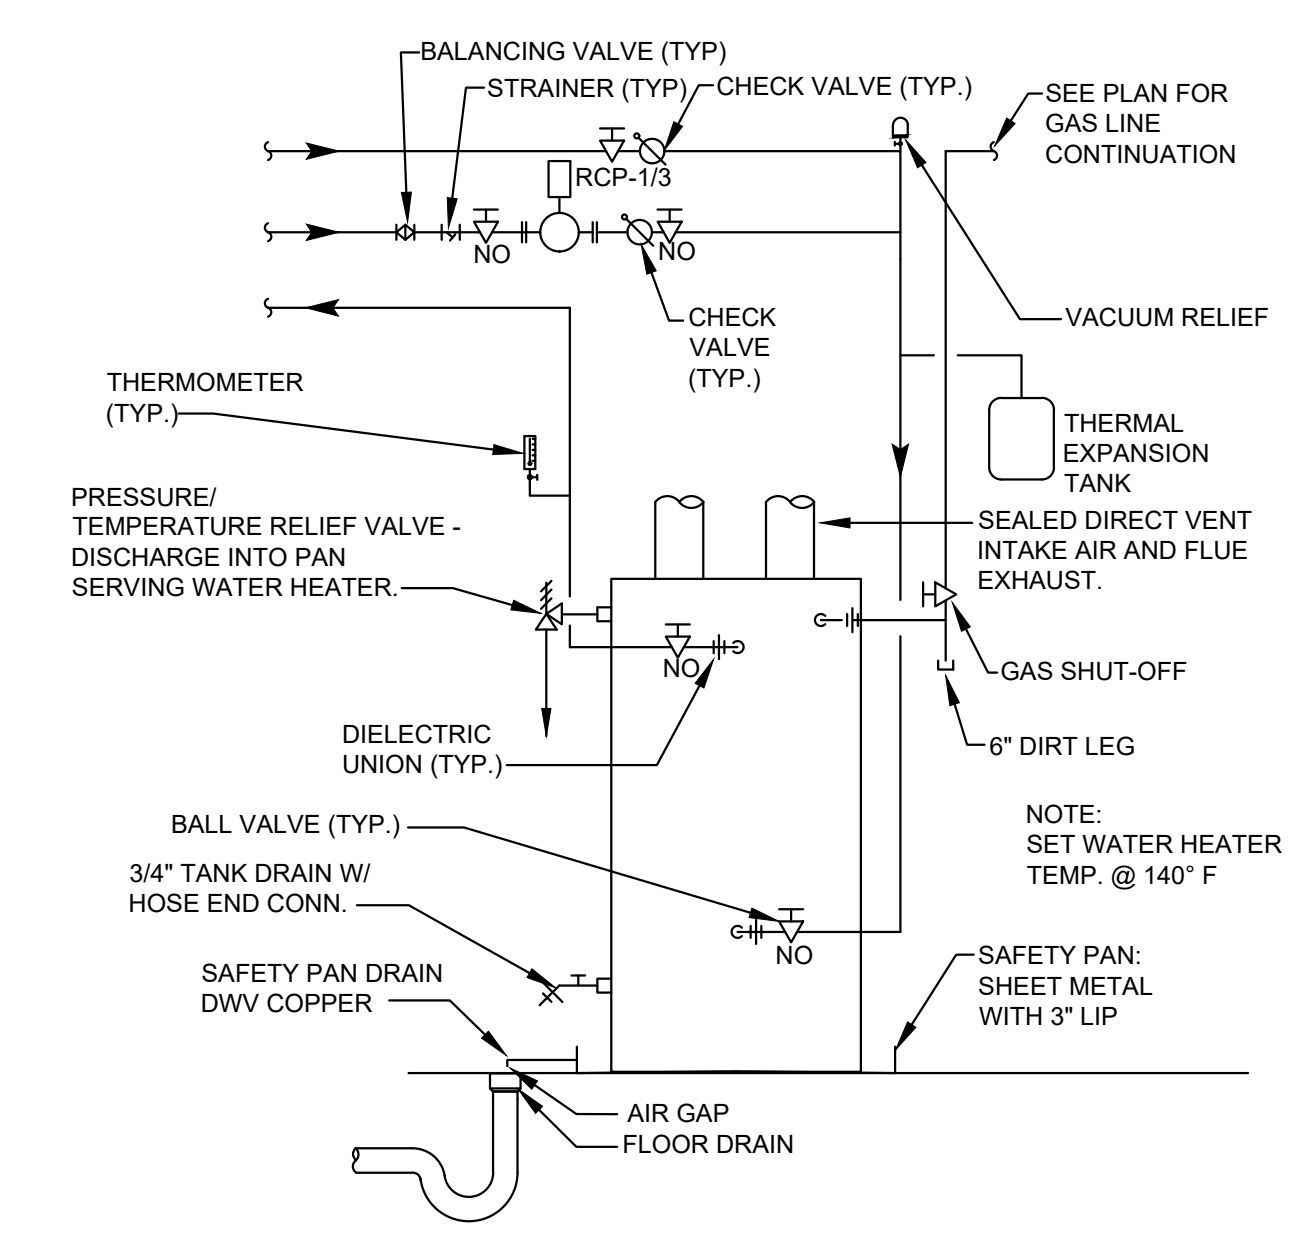 BALANCING VALVE (TYP)
STRAINER (TYP)
CHECK VALVE (TYP.)
SEE PLAN FOR
GAS LINE
CONTINUATION
RCP-1/3
NO
NO
CHECK
VALVE
(TYP.)
VACUUM RELIEF
THERMOMETER
(TYP.)
THERMAL
EXPANSION
TANK
PRESSURE/
TEMPERATURE RELIEF VALVE -
DISCHARGE INTO PAN
SERVING WATER HEATER.
SEALED DIRECT VENT
INTAKE AIR AND FLUE
EXHAUST.
NO
GAS SHUT-OFF
DIELECTRIC
UNION (TYP.)
6" DIRT LEG
BALL VALVE (TYP.)
NOTE:
SET WATER HEATER
TEMP. @ 140° F
3/4" TANK DRAIN W/
HOSE END CONN.
NO
SAFETY PAN DRAIN
DWV COPPER
SAFETY PAN:
SHEET METAL
WITH 3" LIP
AIR GAP
FLOOR DRAIN